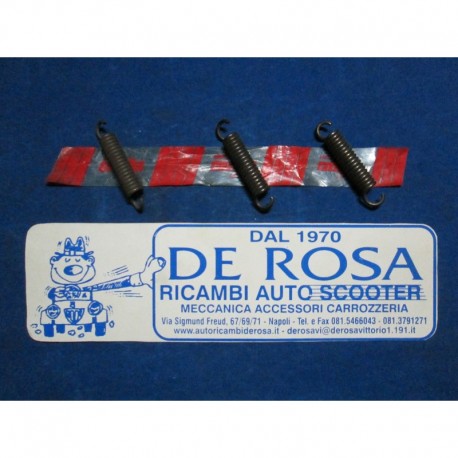 DAL 1970
DE ROSA
RICAMBI AUTO SCOOTER
MECCANICA ACCESSORI CARROZZERIA
Via Sigmund Freud, 67/69/71 - Napoli - Tel. e Fax 081.5466043 - 081.3791271
www.autoricambiderosa.it - derosavi@derosavittorio1.191.it